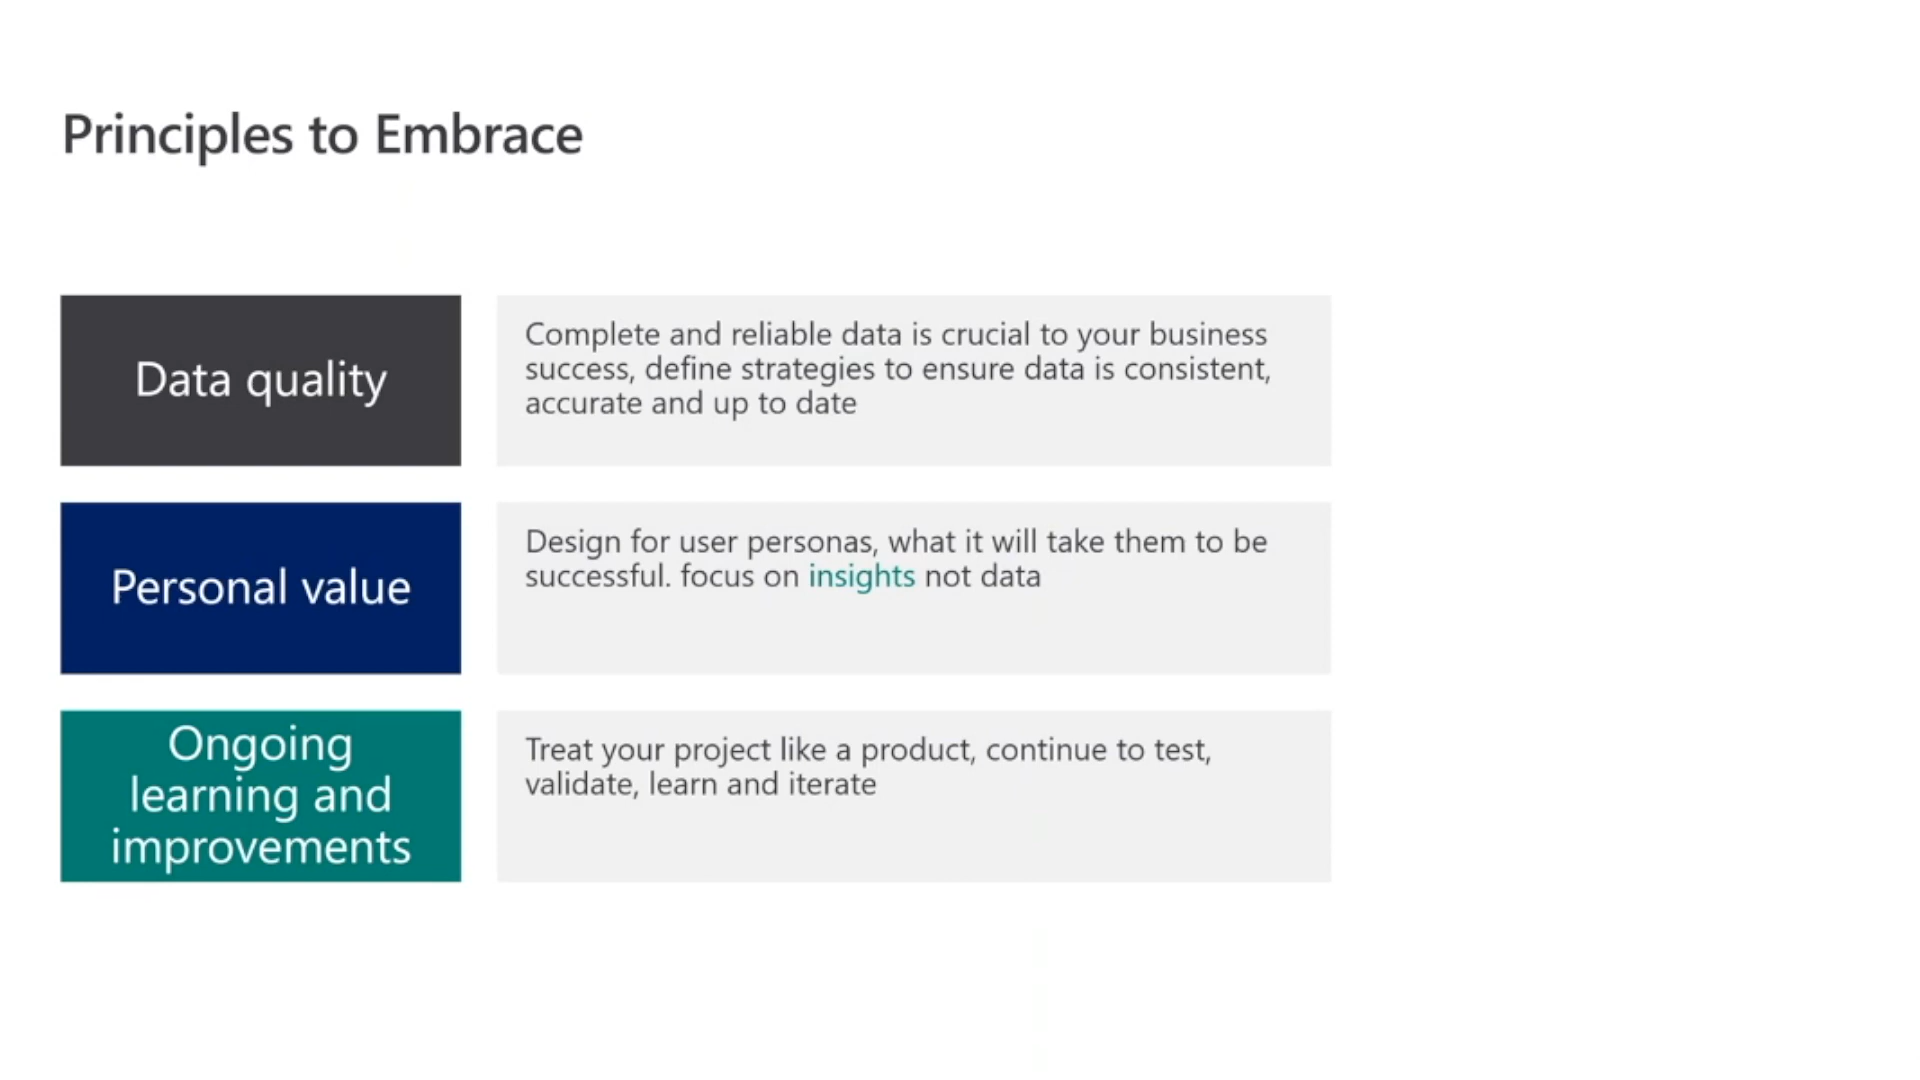 Principles to Embrace
Data quality
Complete and reliable data is crucial to your business
success, define strategies to ensure data is consistent,
accurate and up to date
Personal value
Design for user personas, what it will take them to be
successful. focus on insights not data
Ongoing
learning and
improvements
Treat your project like a product, continue to test,
validate, learn and iterate